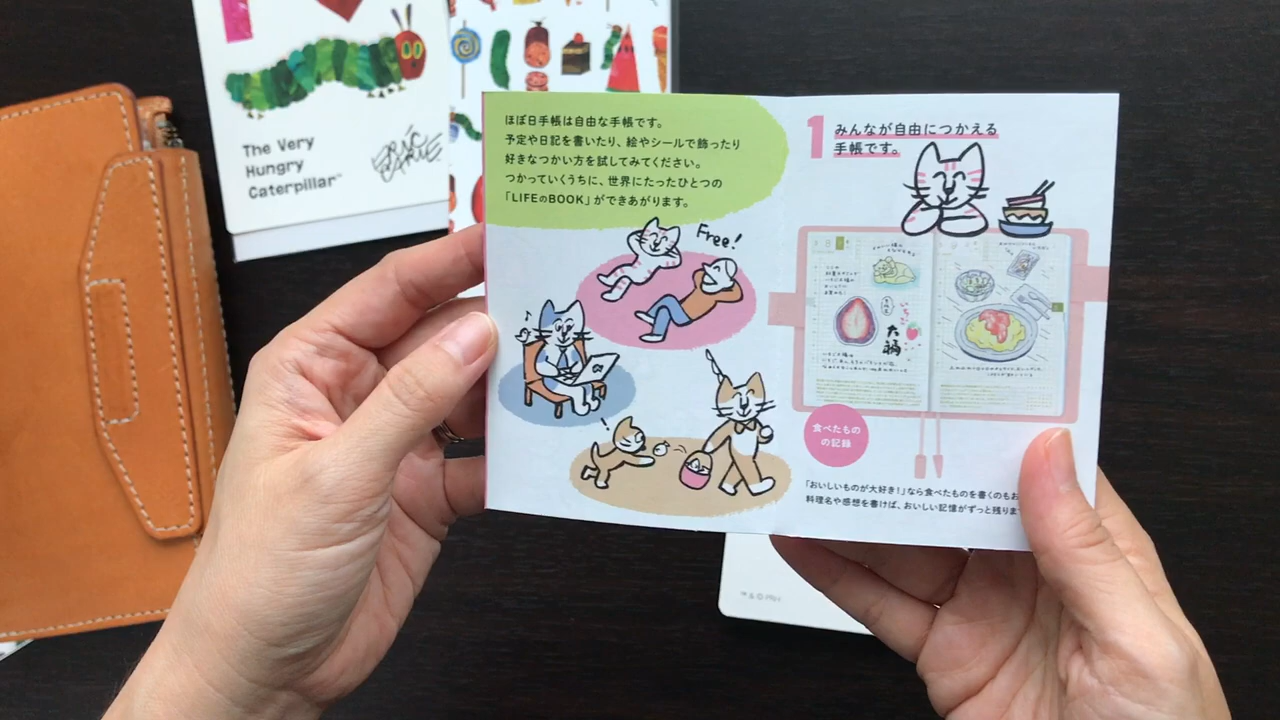 The Very
Hungry
Caterpillar™
ほぼ日手帳は自由な手帳です。
予定や日記を書いたり、絵やシールで飾ったり
好きなつかい方を試してみてください。
つかっていくうちに、世界にたったひとつの
「LIFEのBOOK」ができあがります。
Free!
1 みんなが自由につかえる
手帳です。
いちご
大福
食べたもの
の記録
「おいしいものが大好き!」なら食べたものを書くのもお
料理名や感想を書けば、おいしい記憶がずっと残りま